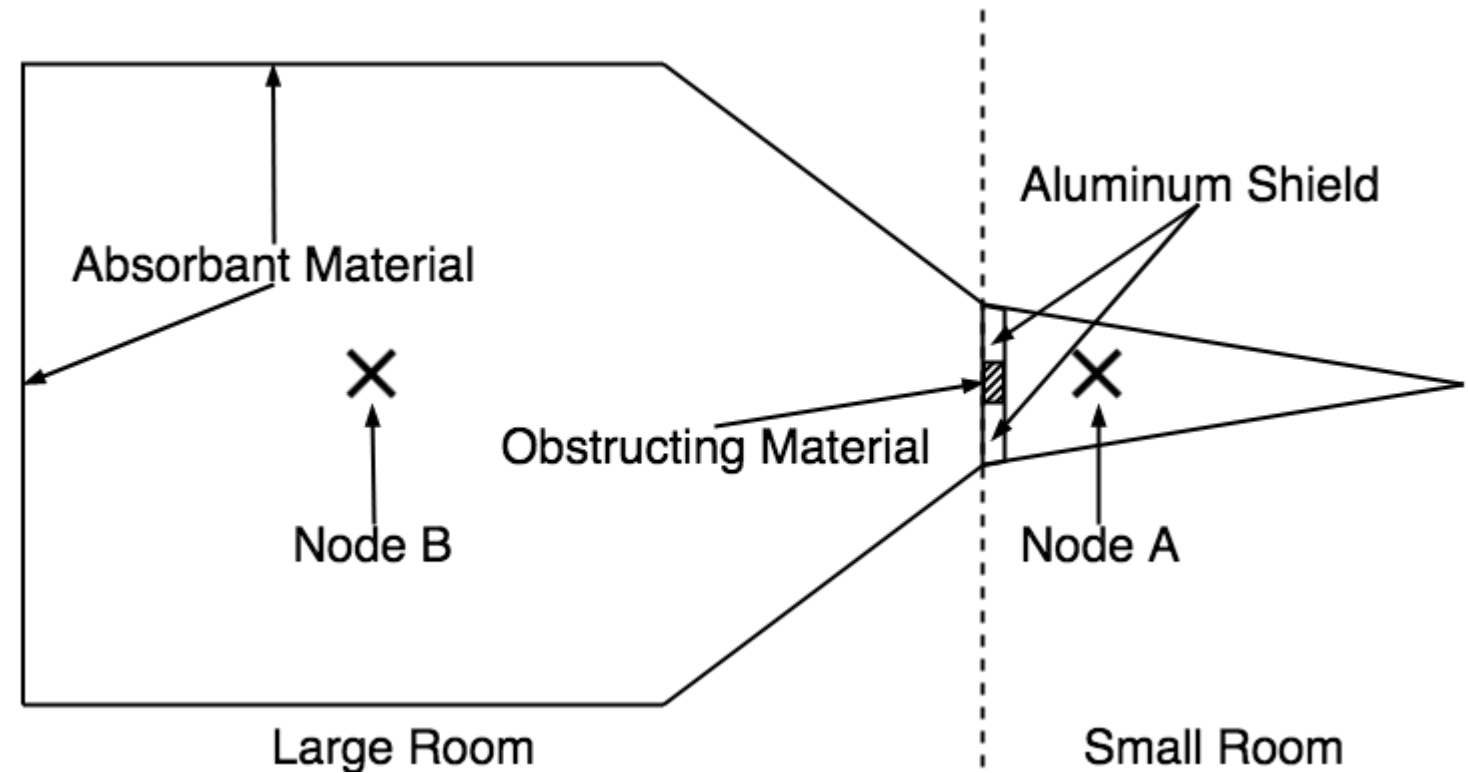 Aluminum Shield
Absorbant Material
Obstructing Material
Node B
Node A
Large Room
Small Room